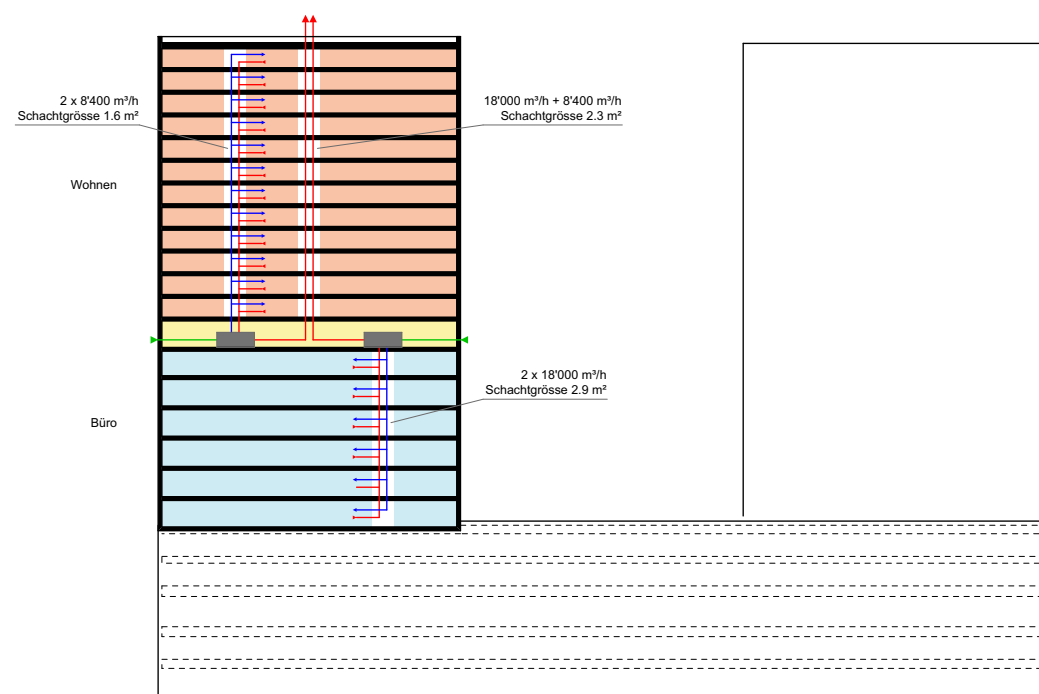 2 x 8'400 m³/h
Schachtgrösse 1.6 m²
18'000 m³/h + 8'400 m³/h
Schachtgrösse 2.3 m²
Wohnen
2 x 18'000 m³/h
Schachtgrösse 2.9 m²
Büro